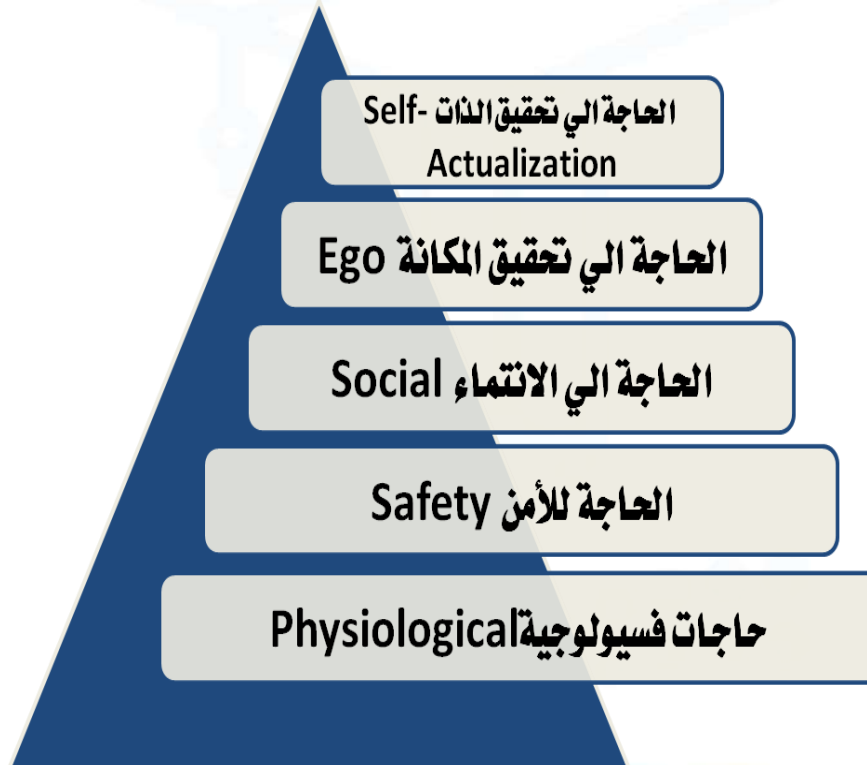 الحاجة الي تحقيق الذات Self-
Actualization
الحاجة الي تحقيق المكانة Ego
الحاجة الي الانتماء Social
الحاجة للأمن Safety
حاجات فسيولوجيةPhysiological